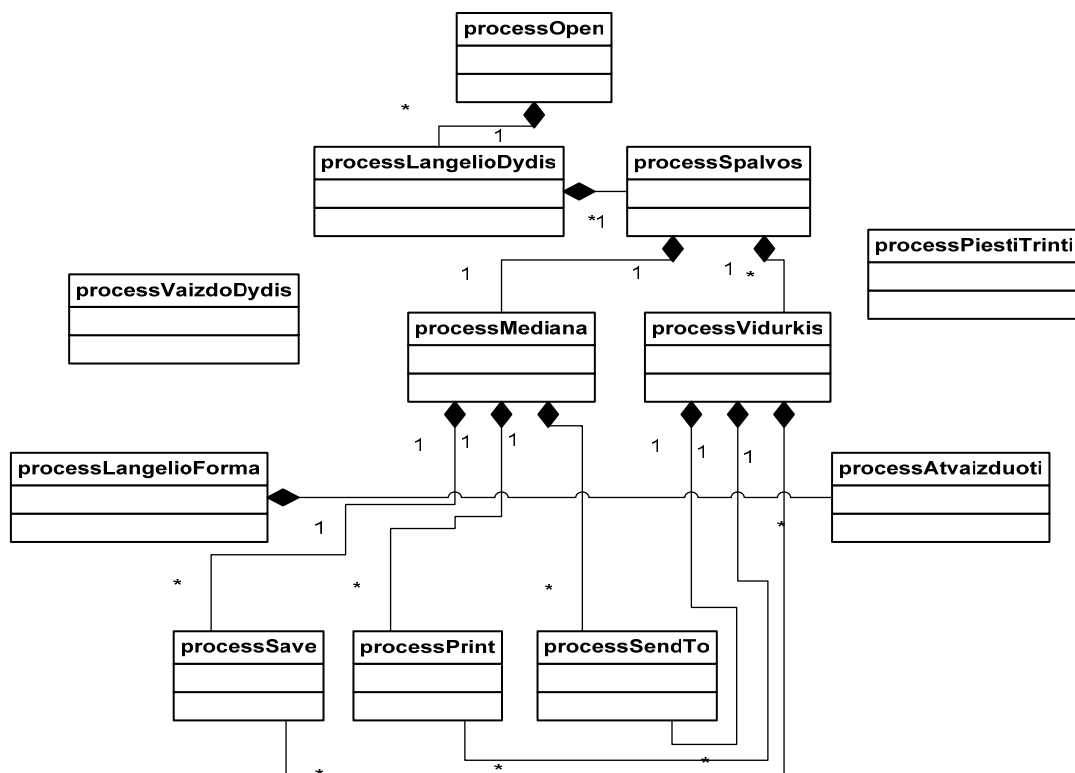 processOpen
*
1
processLangelioDydis
processSpalvos
*1
processPiestiTrinti
1
1
1
*
processVaizdoDydis
processMediana
processVidurkis
1
1
1
1
1
1
processLangelioForma
processAtvaizduoti
1
*
*
*
*
processSave
processPrint
processSendTo
*
*
*